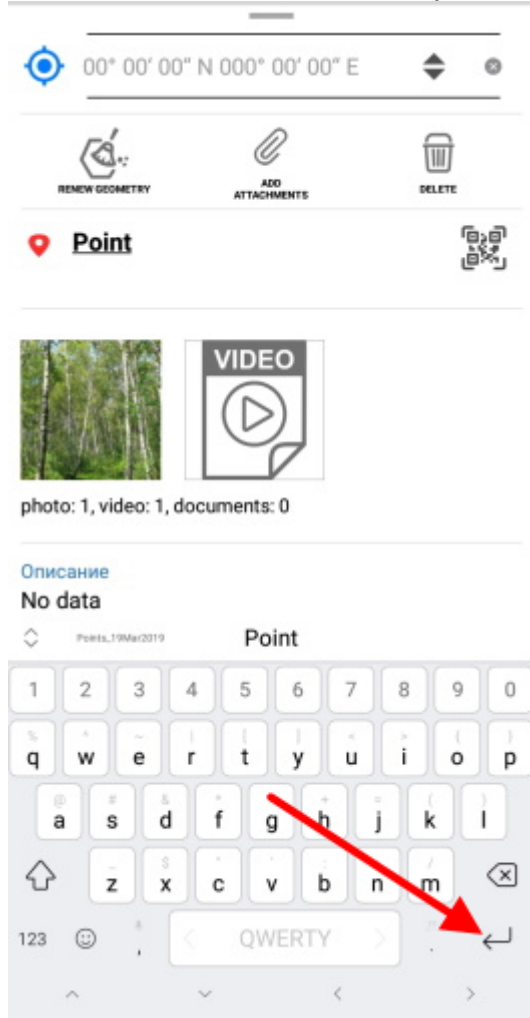 00° 00′ 00″ N 000° 00′ 00″ E
RENEW GEOMETRY
ADD
ATTACHMENTS
DELETE
Point
VIDEO
photo: 1, video: 1, documents: 0
Описание
No data
Points_19Mar2019 Point
1 2 3 4 5 6 7 8 9 0
q w e r t y u i o p
a s d f g h j k l
z x c v b n m
123 , QWERTY .